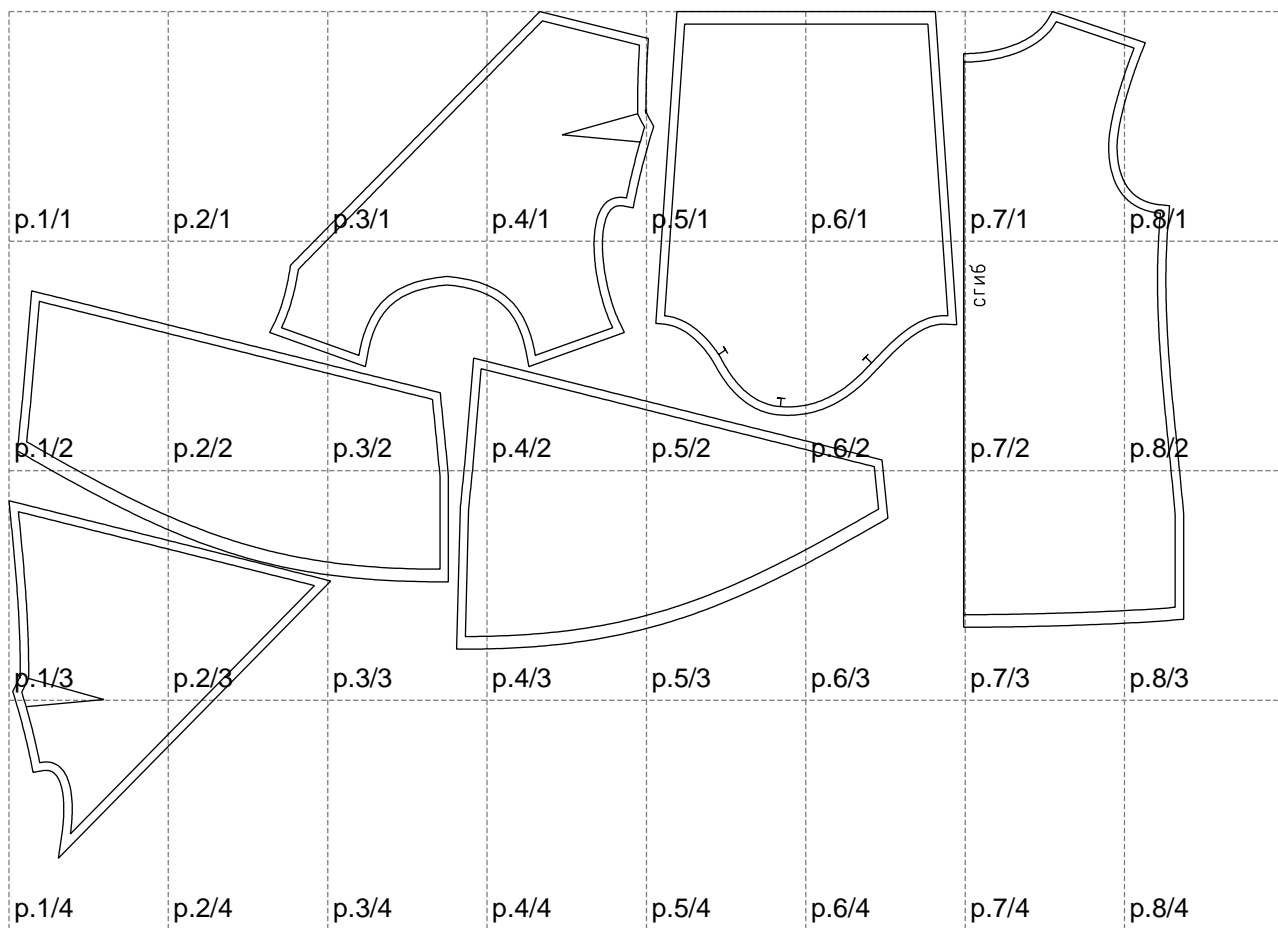 p.1/1 p.2/1 p.3/1 p.4/1 p.5/1 p.6/1 p.7/1 p.8/1
сгиб
p.1/2 p.2/2 p.3/2 p.4/2 p.5/2 p.6/2 p.7/2 p.8/2
p.1/3 p.2/3 p.3/3 p.4/3 p.5/3 p.6/3 p.7/3 p.8/3
p.1/4 p.2/4 p.3/4 p.4/4 p.5/4 p.6/4 p.7/4 p.8/4